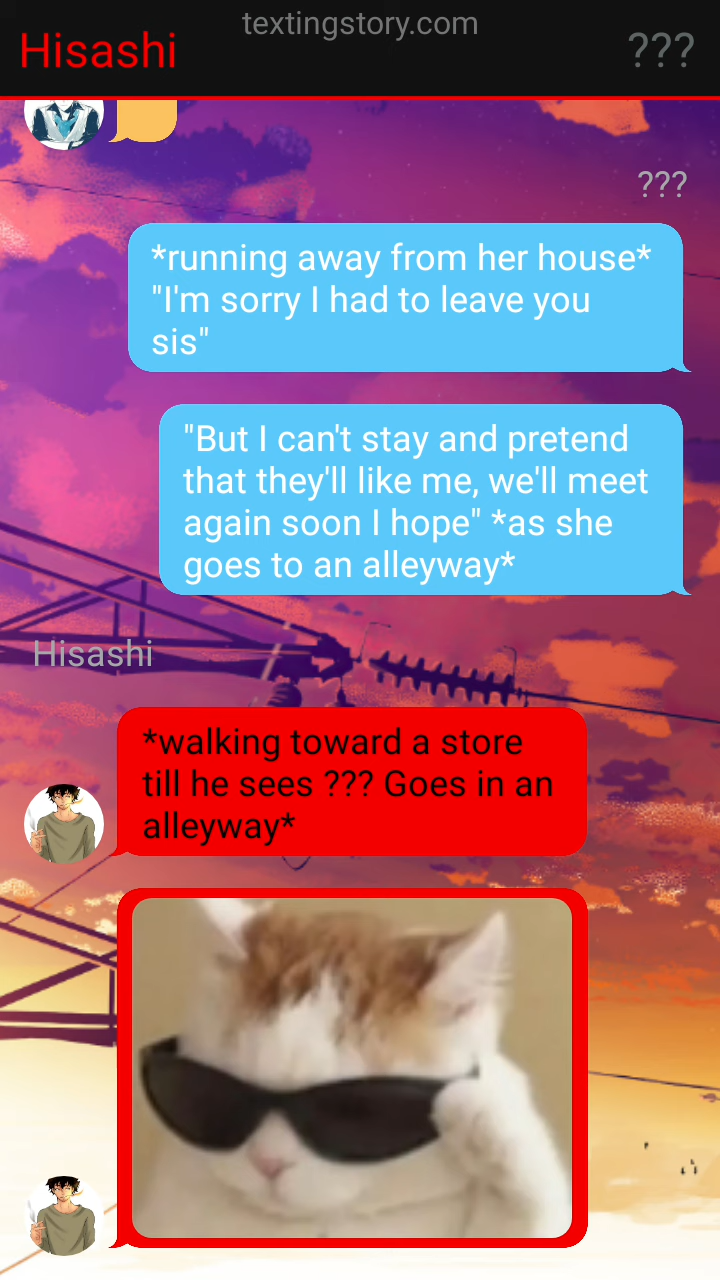 textingstory.com
Hisashi
???
???
*running away from her house*
"I'm sorry I had to leave you
sis"
"But I can't stay and pretend
that they'll like me, we'll meet
again soon I hope" *as she
goes to an alleyway*
Hisashi
*walking toward a store
till he sees ??? Goes in an
alleyway*